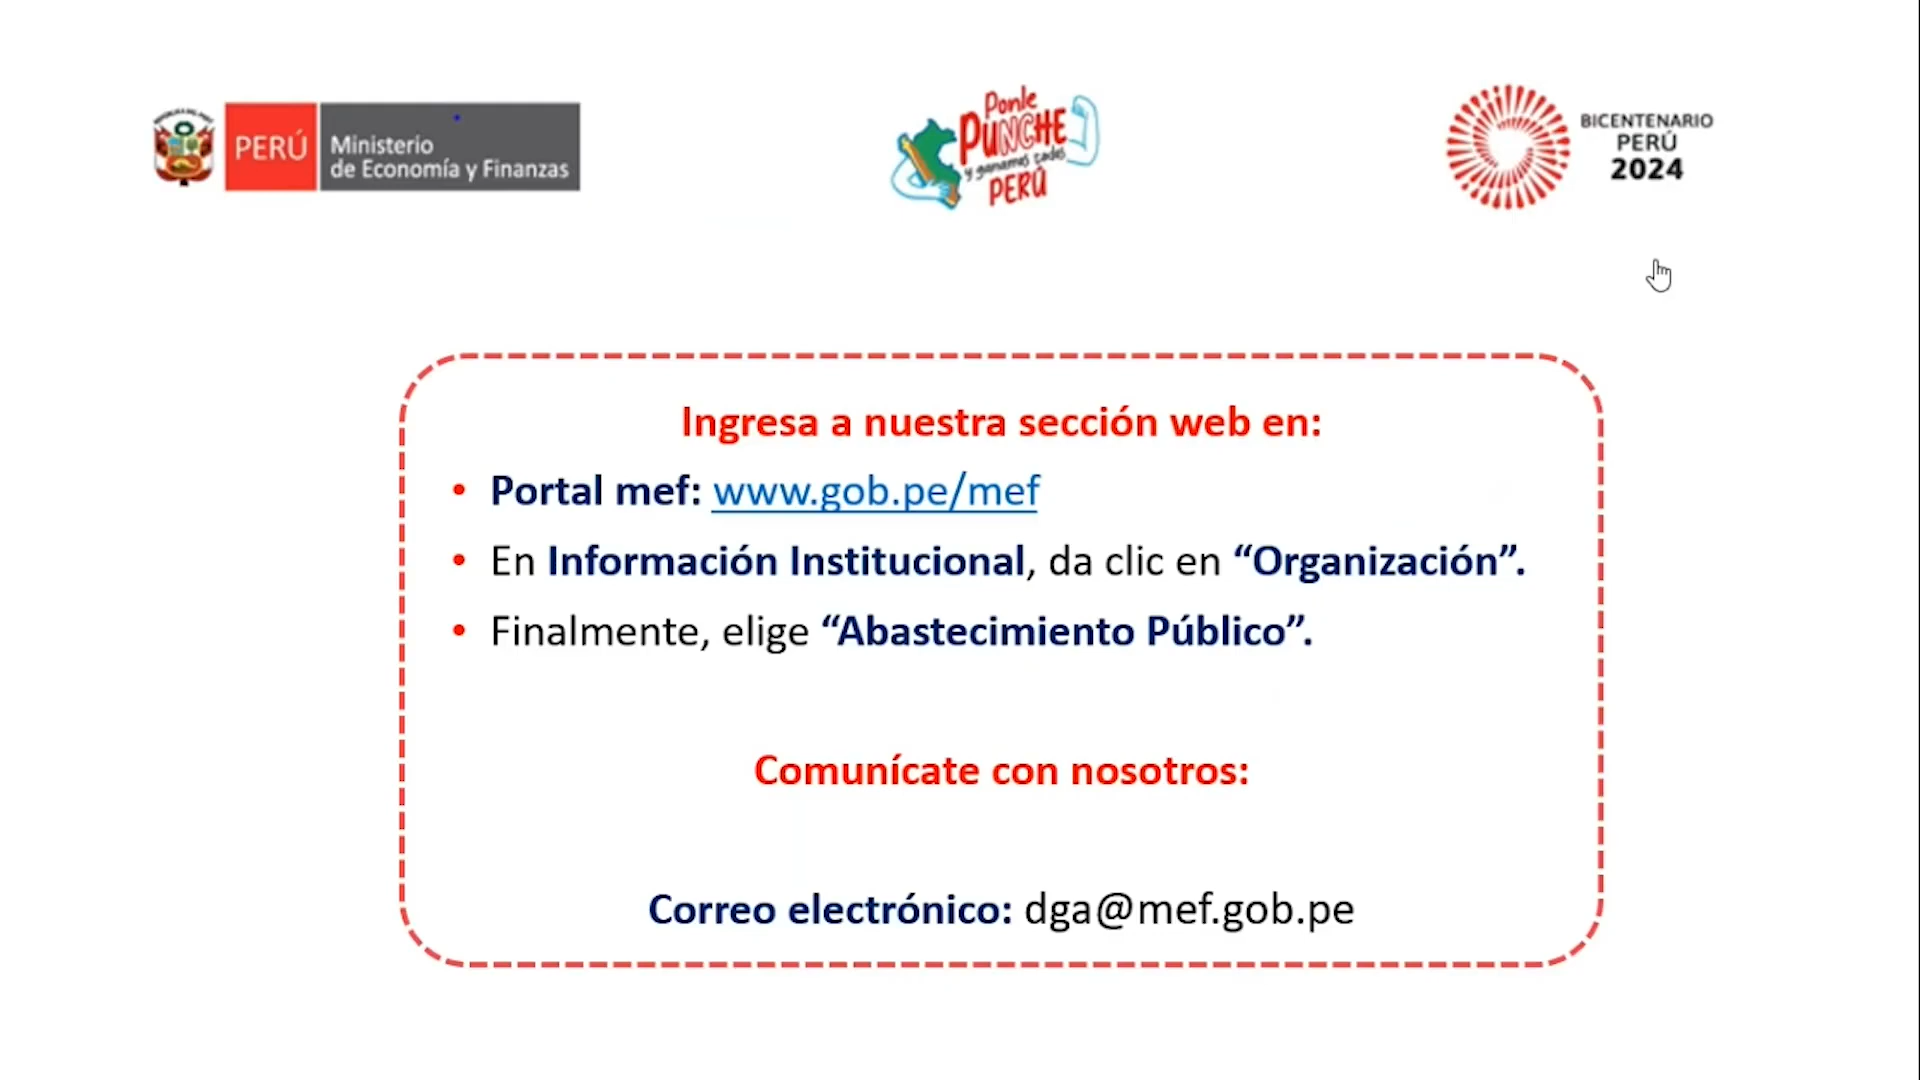 PERÚ
Ministerio
de Economía y Finanzas
Ponle
PUNCHE
y ganamos todos
PERÚ
BICENTENARIO
PERÚ
2024
Ingresa a nuestra sección web en:
• Portal mef: www.gob.pe/mef
• En Información Institucional, da clic en “Organización”.
• Finalmente, elige “Abastecimiento Público”.
Comunícate con nosotros:
Correo electrónico: dga@mef.gob.pe